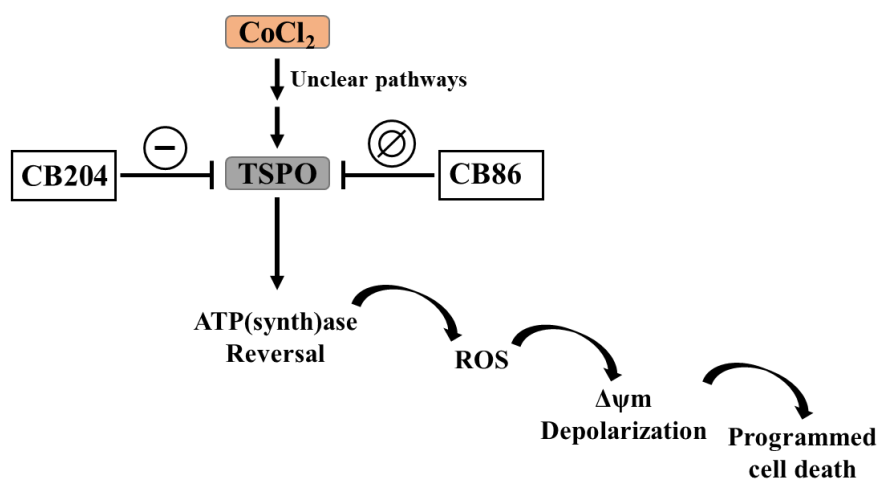 CoCl₂
Unclear pathways
−
∅
CB204
TSPO
CB86
ATP(synth)ase
Reversal
ROS
Δψm
Depolarization
Programmed
cell death